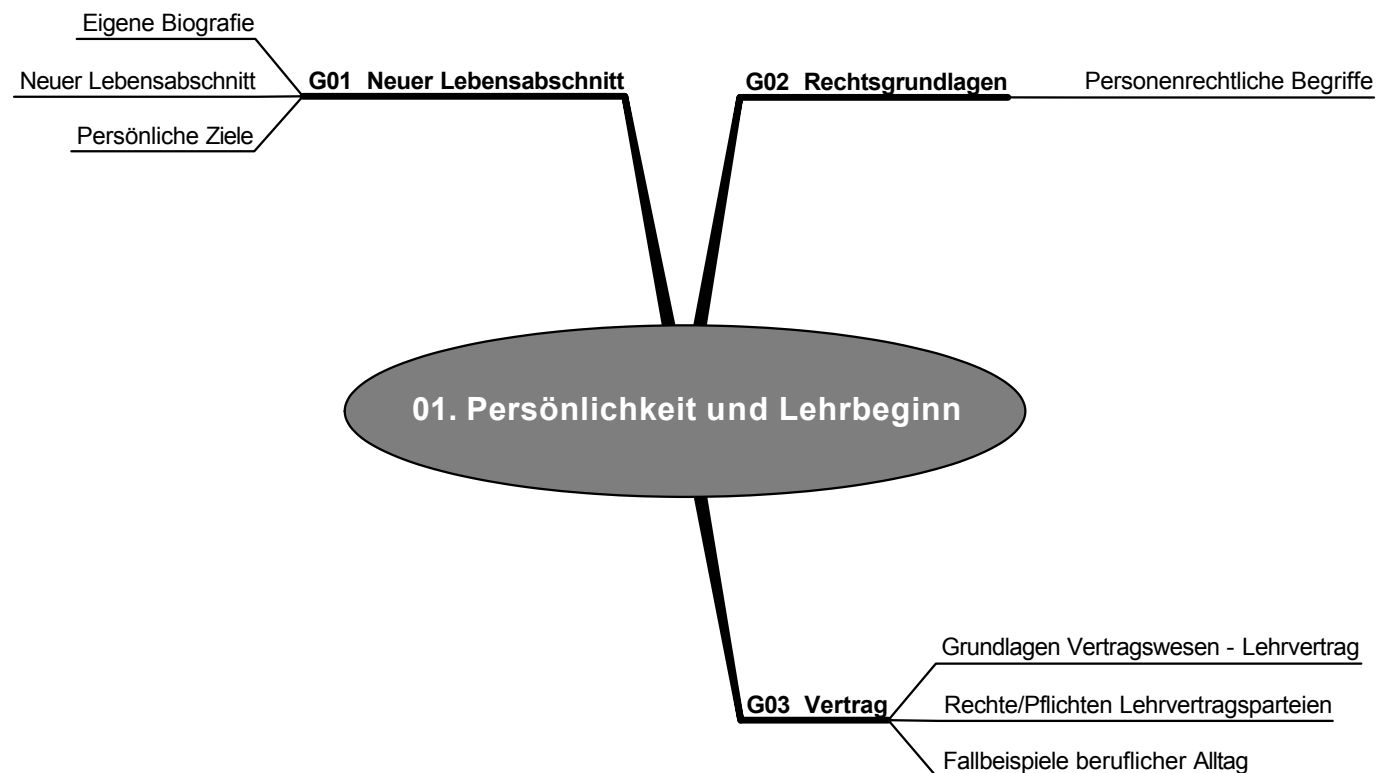 Eigene Biografie
Neuer Lebensabschnitt
Persönliche Ziele
G01 Neuer Lebensabschnitt
G02 Rechtsgrundlagen
Personenrechtliche Begriffe
01. Persönlichkeit und Lehrbeginn
G03 Vertrag
Grundlagen Vertragswesen - Lehrvertrag
Rechte/Pflichten Lehrvertragsparteien
Fallbeispiele beruflicher Alltag